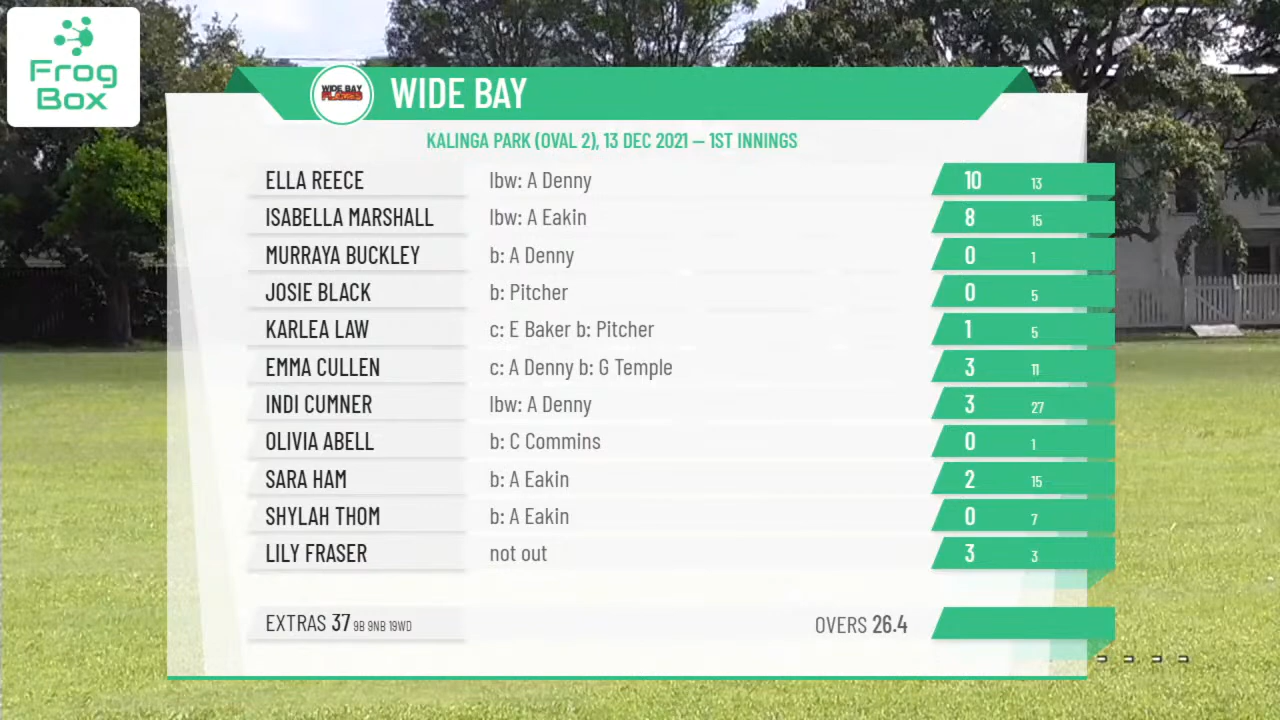 Frog
Box
WIDE BAY
WIDE BAY
KALINGA PARK (OVAL 2), 13 DEC 2021 – 1ST INNINGS
ELLA REECE lbw: A Denny 10 13
ISABELLA MARSHALL lbw: A Eakin 8 15
MURRAYA BUCKLEY b: A Denny 0 1
JOSIE BLACK b: Pitcher 0 5
KARLEA LAW c: E Baker b: Pitcher 1 5
EMMA CULLEN c: A Denny b: G Temple 3 11
INDI CUMNER lbw: A Denny 3 27
OLIVIA ABELL b: C Commins 0 1
SARA HAM b: A Eakin 2 15
SHYLAH THOM b: A Eakin 0 7
LILY FRASER not out 3 3
EXTRAS 37 9B 9NB 19WD OVERS 26.4